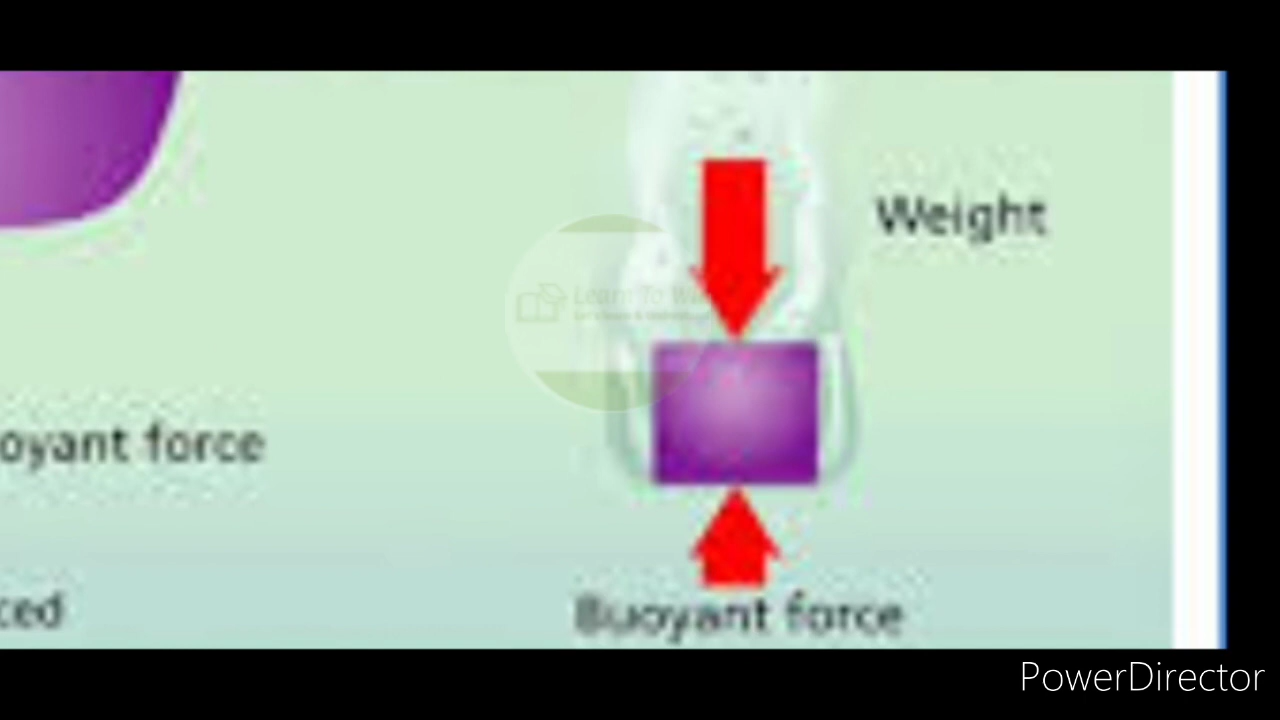 Weight
oyant force
ced
Buoyant force
PowerDirector